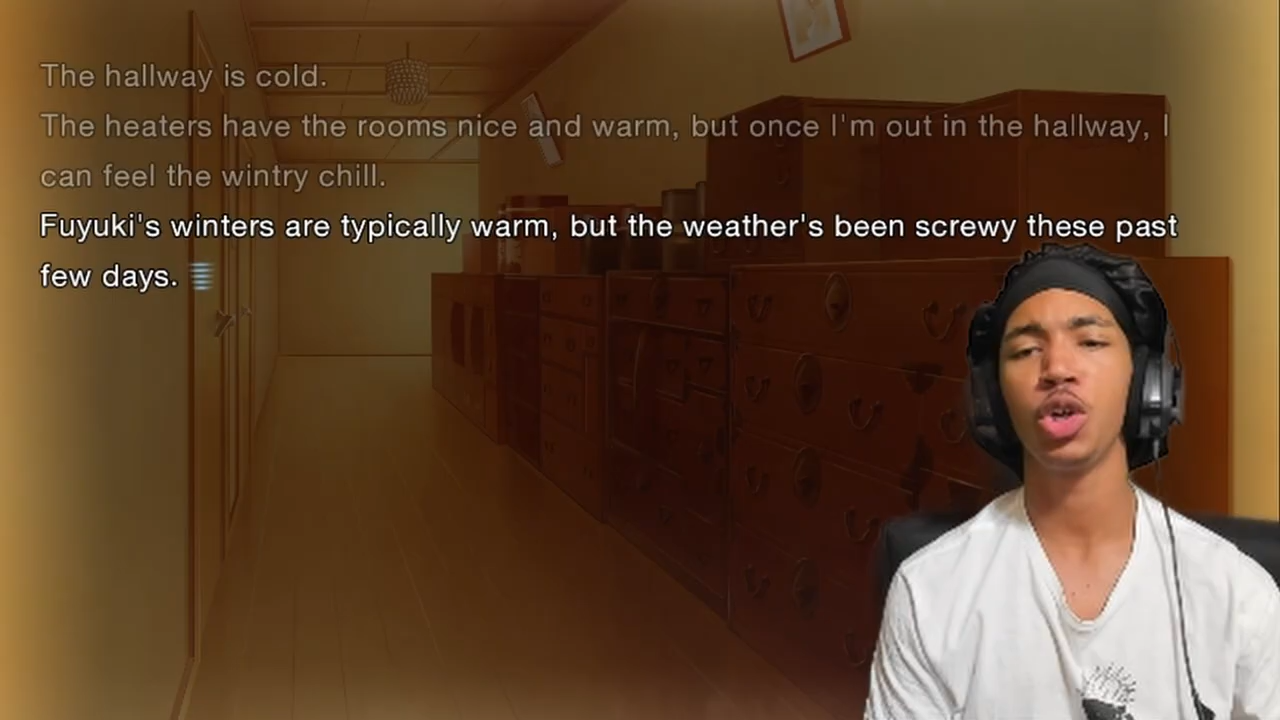 The hallway is cold.
The heaters have the rooms nice and warm, but once I'm out in the hallway, I
can feel the wintry chill.
Fuyuki's winters are typically warm, but the weather's been screwy these past
few days.